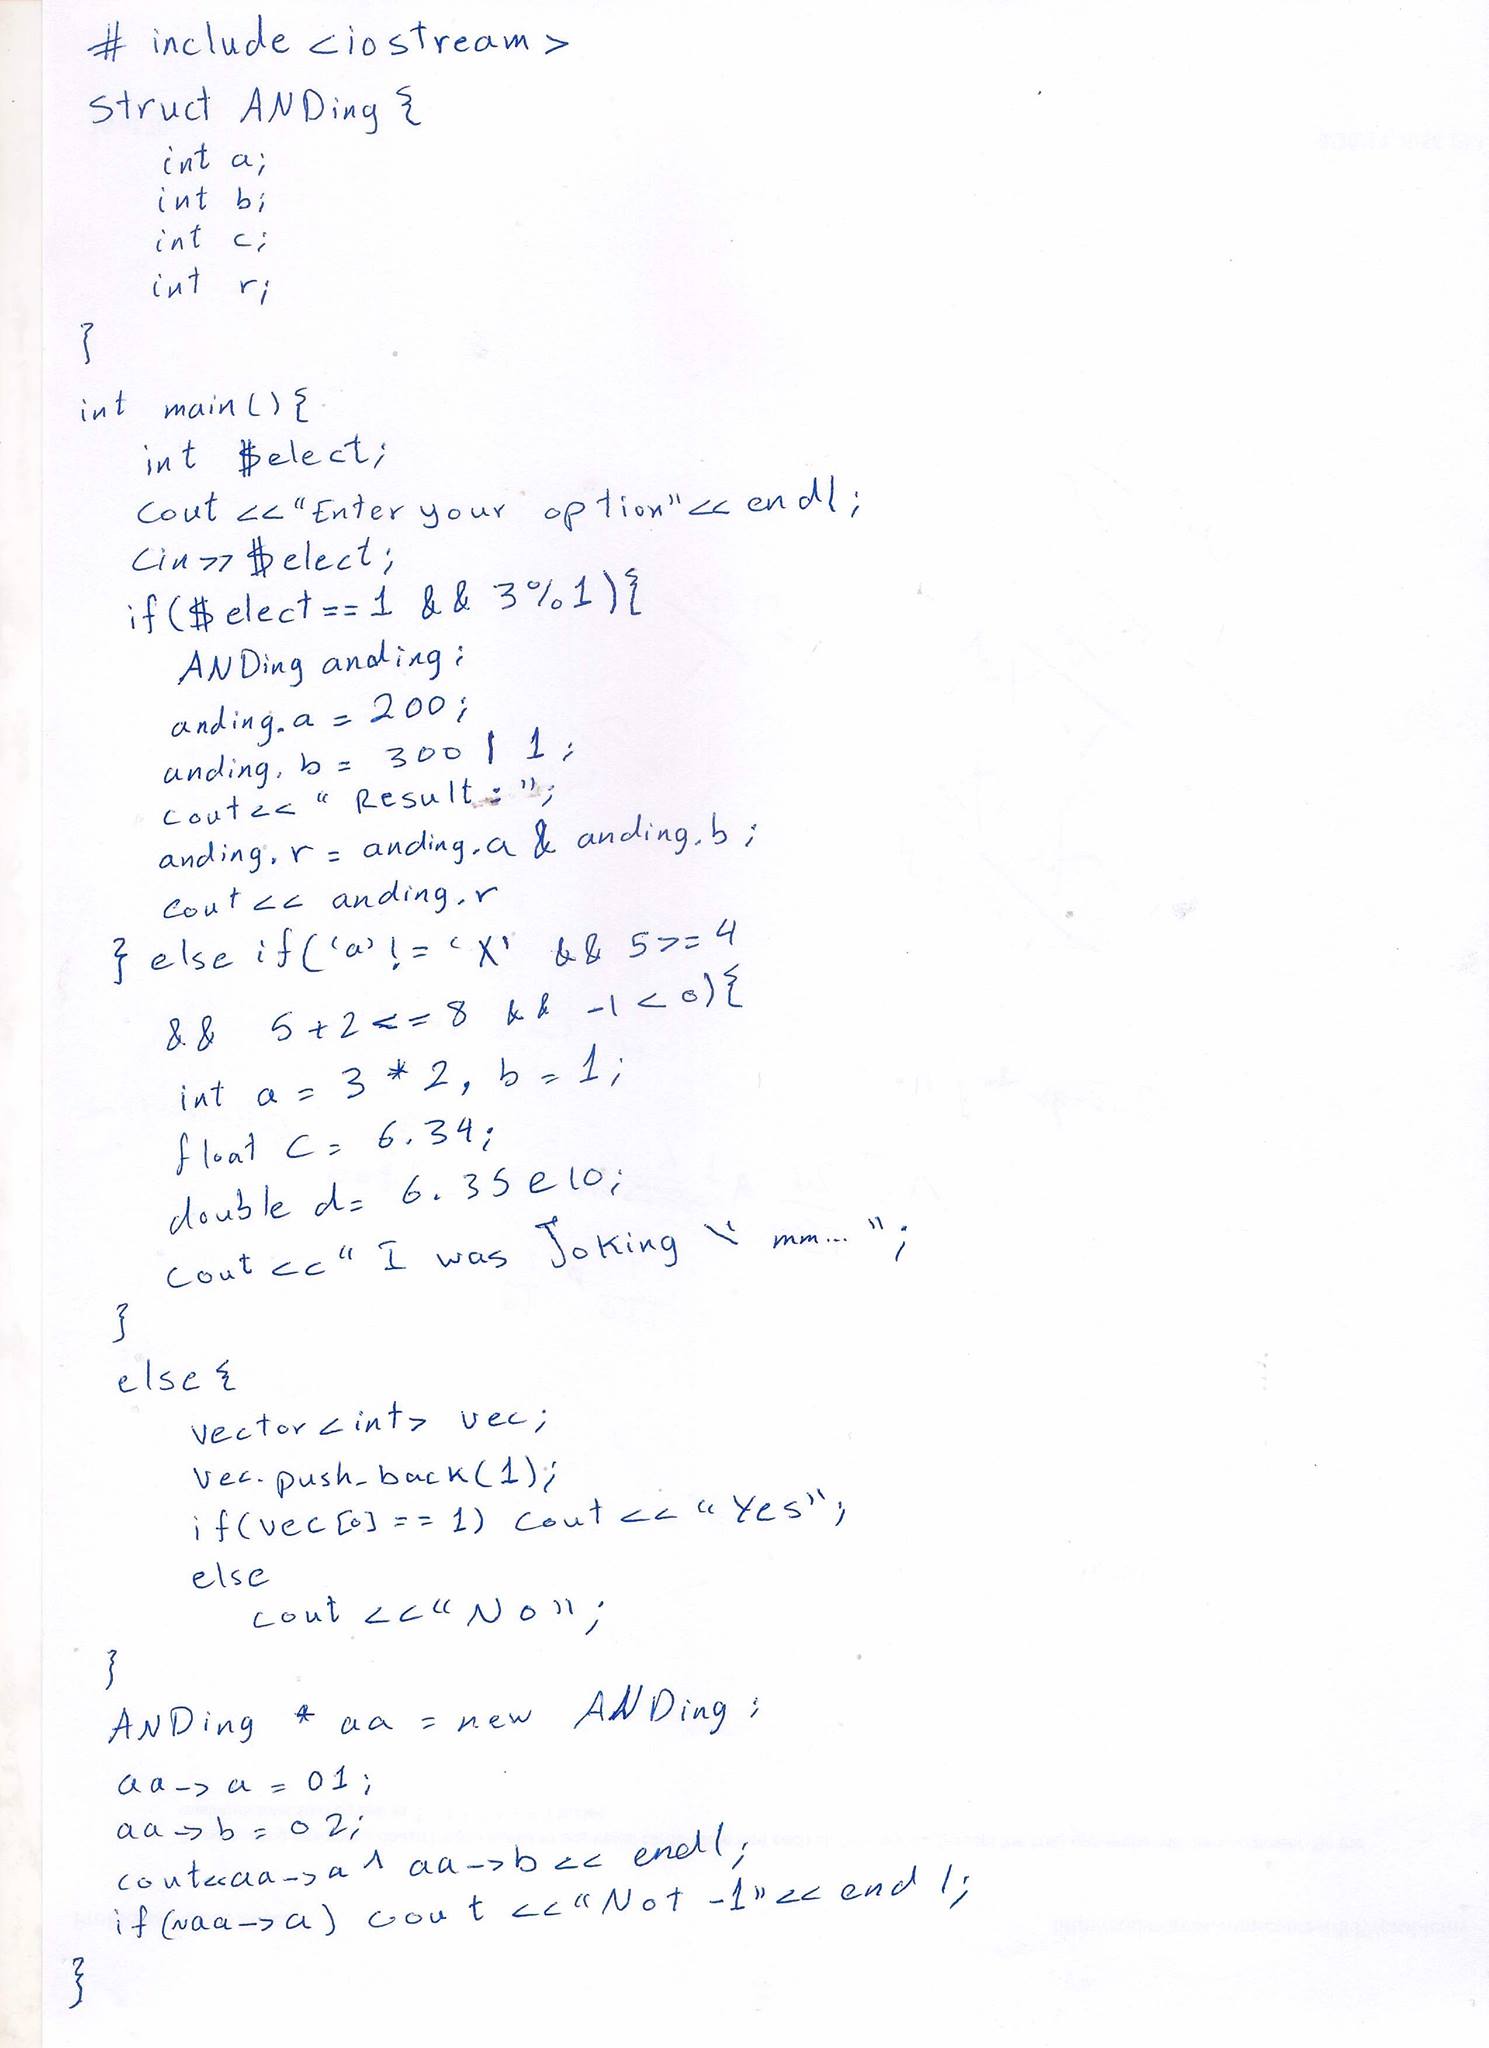 # include <iostream>
struct ANDing {
int a;
int b;
int c;
int r;
}
int main() {
int $elect;
cout << "Enter your option" << endl;
cin >> $elect;
if($elect == 1 && 3%1){
ANDing anding;
anding.a = 200;
anding.b = 300 | 1;
cout << "Result:";
anding.r = anding.a & anding.b;
cout << anding.r
} else if('a' != 'X' && 5>=4
&& 5+2<=8 && -1<0){
int a = 3 * 2, b = 1;
float c = 6.34;
double d = 6.35e10;
cout << "I was Joking \" mm...";
}
else {
vector<int> vec;
vec.push_back(1);
if(vec[0] == 1) cout << "Yes";
else
cout << "No";
}
ANDing * aa = new ANDing;
aa->a = 01;
aa->b = 02;
cout<<aa->a ^ aa->b << endl;
if(~aa->a) cout << "Not -1" << endl;
}